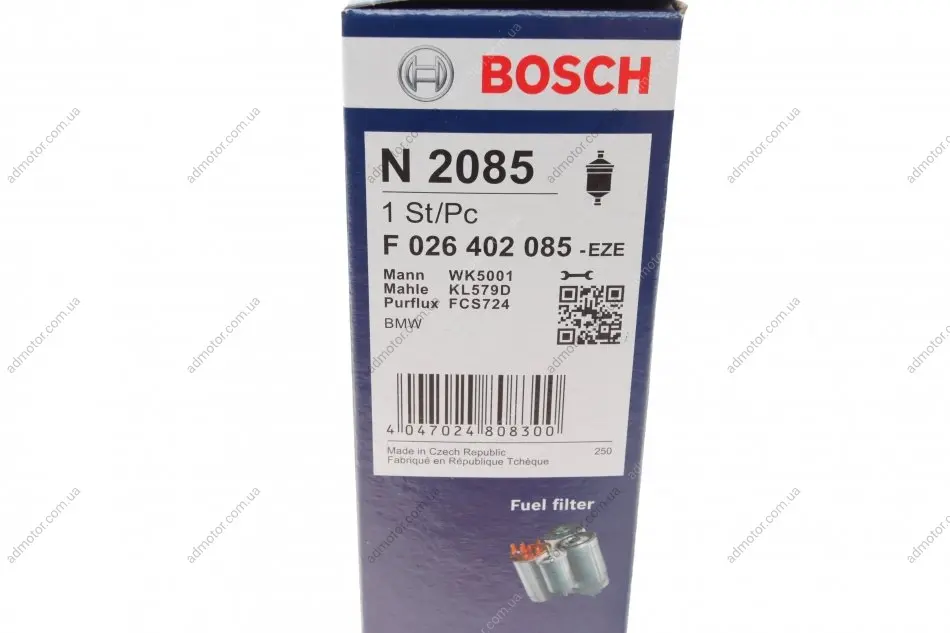 BOSCH
N 2085
1 St/Pc
F 026 402 085 -EZE
Mann WK5001
Mahle KL579D
Purflux FCS724
BMW
4 047024 808300
Made in Czech Republic 250
Fabriqué en République Tchèque
Fuel filter
admotor.com.ua